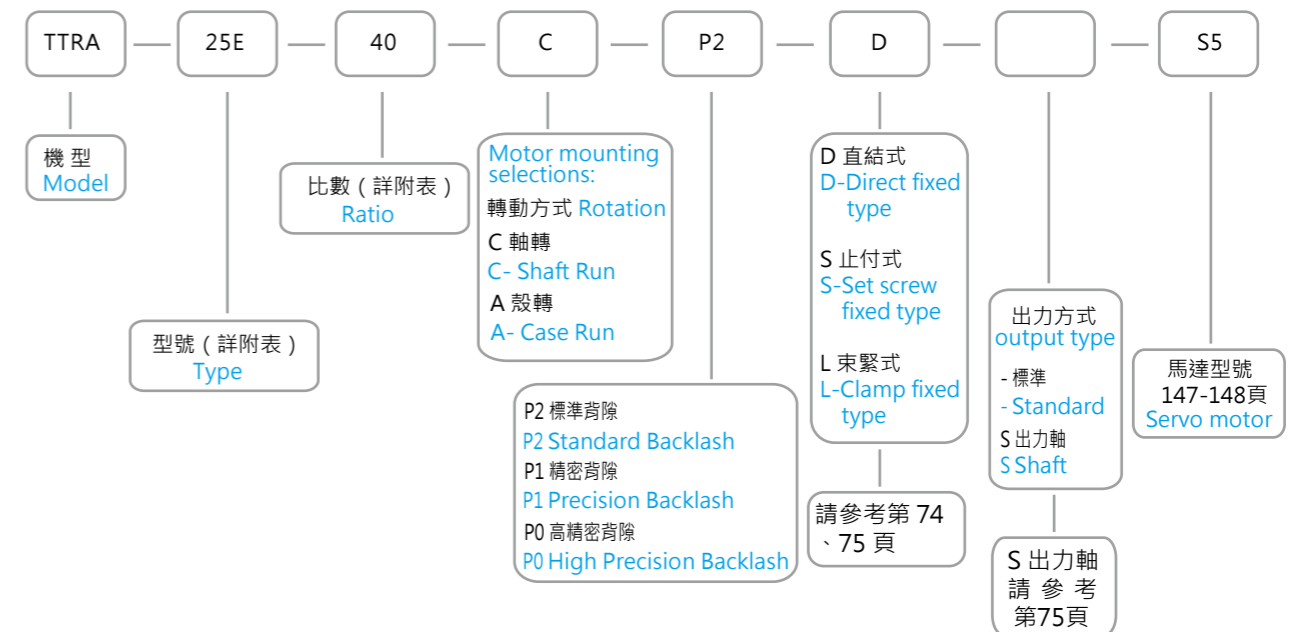 TTRA — 25E — 40 — C — P2 — D — — S5
機 型
Model
型號 ( 詳附表 )
Type
比數 ( 詳附表 )
Ratio
Motor mounting
selections:
轉動方式 Rotation
C 軸轉
C- Shaft Run
A 殼轉
A- Case Run
P2 標準背隙
P2 Standard Backlash
P1 精密背隙
P1 Precision Backlash
P0 高精密背隙
P0 High Precision Backlash
D 直結式
D-Direct fixed
type
S 止付式
S-Set screw
fixed type
L 束緊式
L-Clamp fixed
type
請參考第 74
、75 頁
出力方式
output type
- 標準
- Standard
S 出力軸
S Shaft
S 出力軸
請 參 考
第75頁
馬達型號
147-148頁
Servo motor